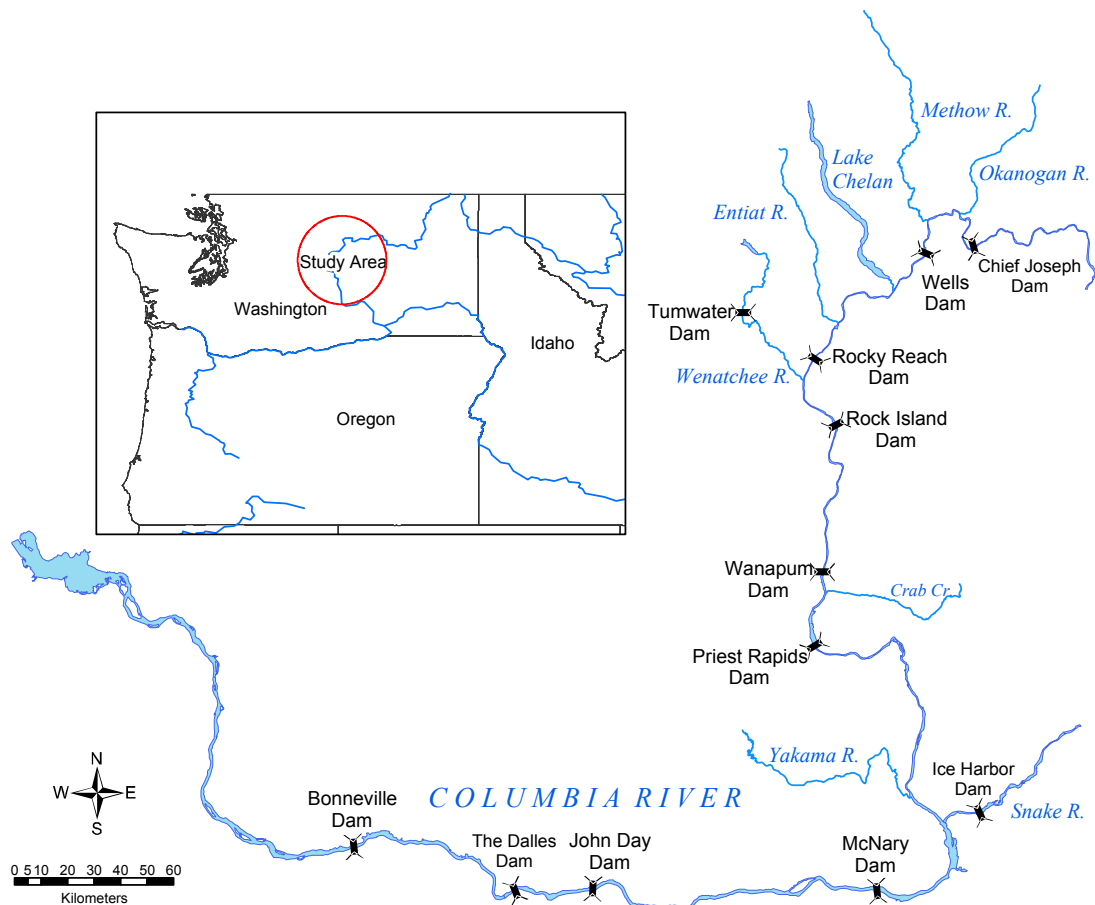 Methow R.
Lake
Chelan
Okanogan R.
Entiat R.
Study Area
Washington
Idaho
Oregon
Wells
Dam
Chief Joseph
Dam
Tumwater
Dam
Rocky Reach
Dam
Wenatchee R.
Rock Island
Dam
Wanapum
Dam
Crab Cr.
Priest Rapids
Dam
Yakama R.
Ice Harbor
Dam
Snake R.
COLUMBIA RIVER
Bonneville
Dam
The Dalles
Dam
John Day
Dam
McNary
Dam
N
W E
S
0 5 10 20 30 40 50 60
Kilometers